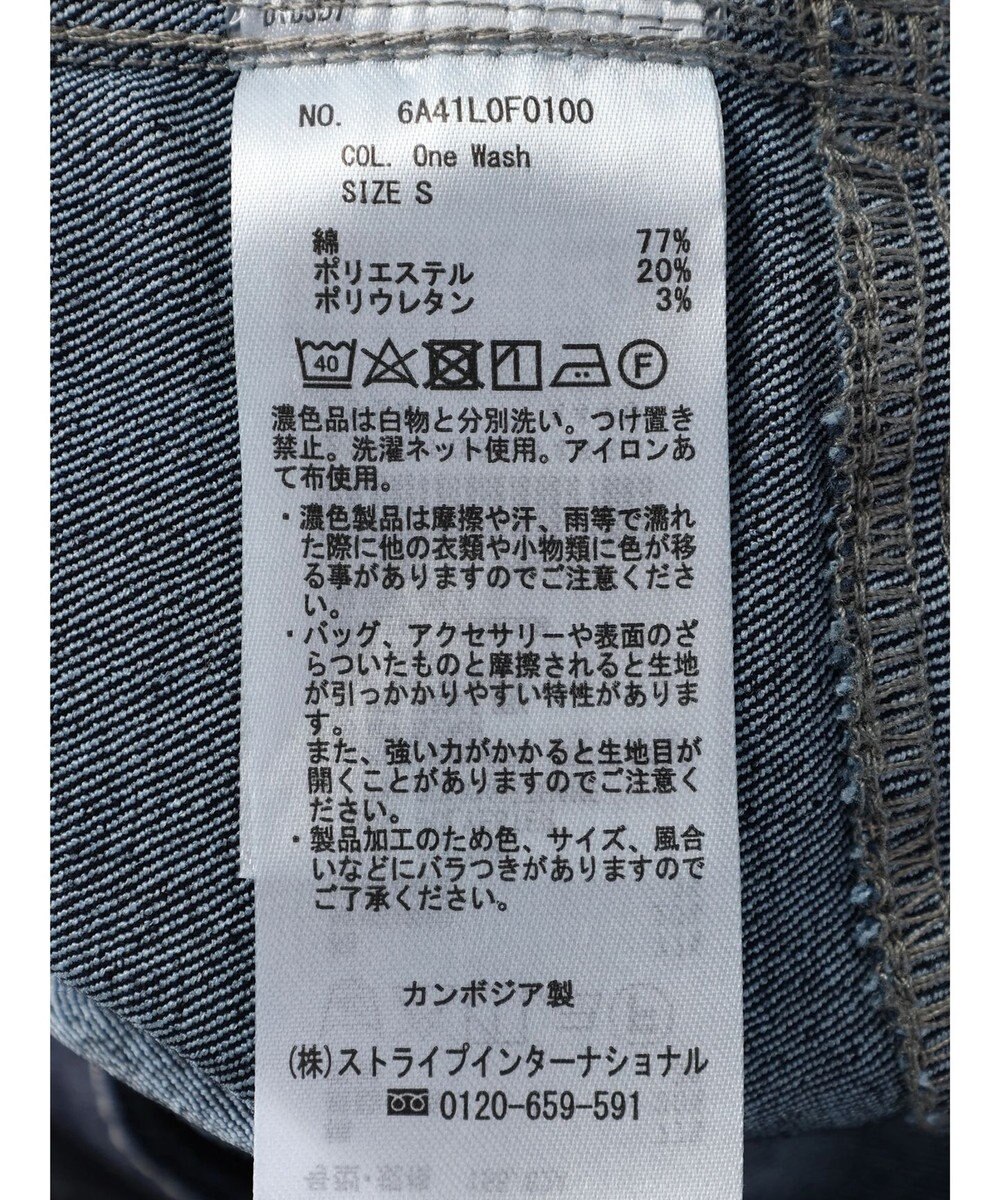 NO. 6A41L0F0100
COL. One Wash
SIZE S
綿 77%
ポリエステル 20%
ポリウレタン 3%
40
F
濃色品は白物と分別洗い。つけ置き
禁止。洗濯ネット使用。アイロンあ
て布使用。
・濃色製品は摩擦や汗、雨等で濡れ
た際に他の衣類や小物類に色が移
る事がありますのでご注意くださ
い。
・バッグ、アクセサリーや表面のざ
らついたものと摩擦されると生地
が引っかかりやすい特性がありま
す。
また、強い力がかかると生地目が
開くことがありますのでご注意く
ださい。
・製品加工のため色、サイズ、風合
いなどにバラつきがありますので
ご了承ください。
カンボジア製
(株)ストライプインターナショナル
0120-659-591